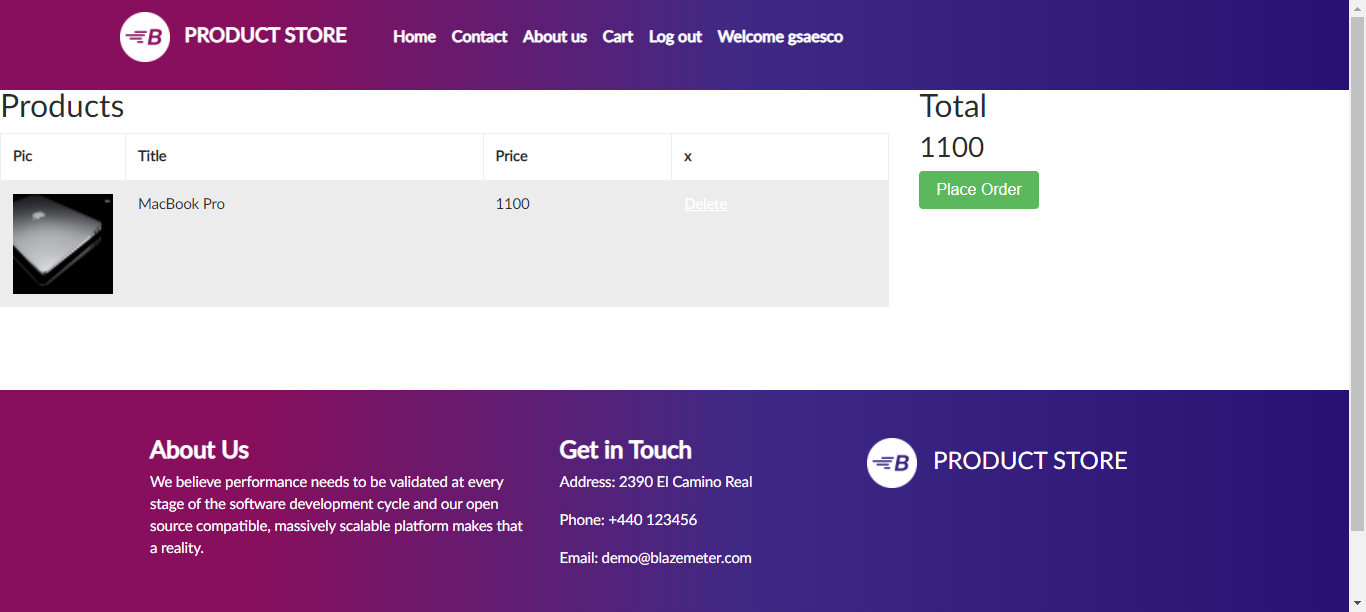 B PRODUCT STORE Home Contact About us Cart Log out Welcome gsaesco
Products
Pic Title Price x
MacBook Pro 1100 Delete
Total
1100
Place Order
About Us
We believe performance needs to be validated at every
stage of the software development cycle and our open
source compatible, massively scalable platform makes that
a reality.
Get in Touch
Address: 2390 El Camino Real
Phone: +440 123456
Email: demo@blazemeter.com
B PRODUCT STORE